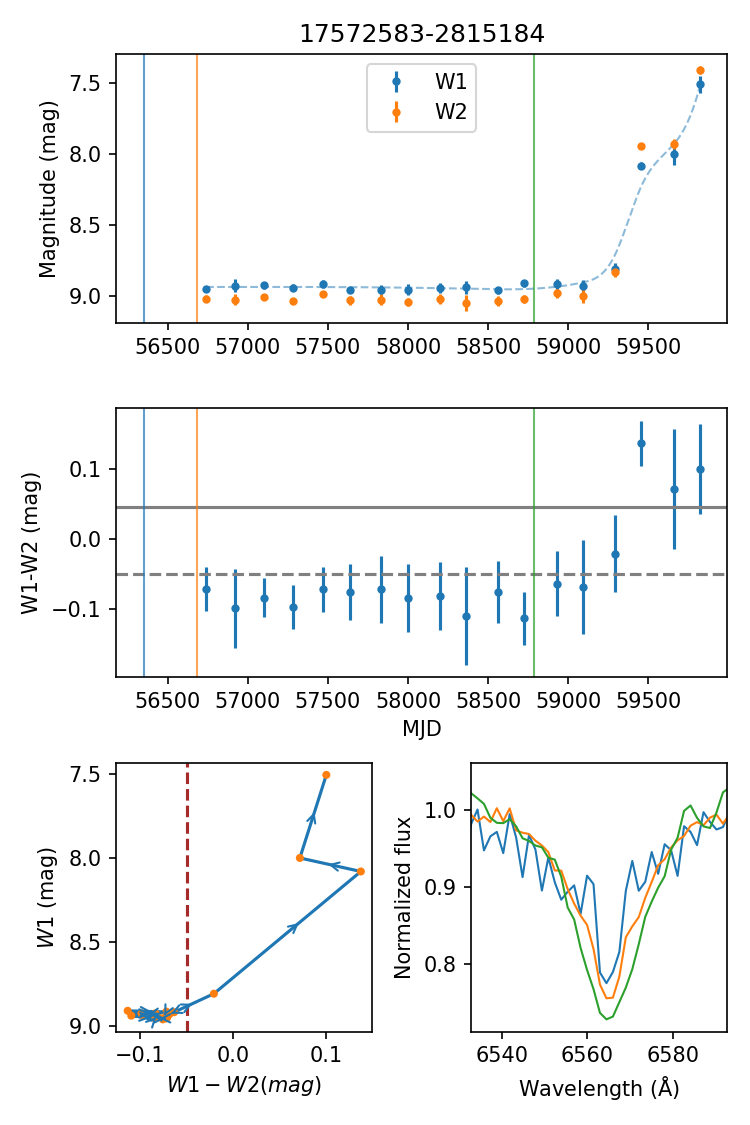 17572583-2815184
W1
W2
Magnitude (mag)
7.5
8.0
8.5
9.0
56500 57000 57500 58000 58500 59000 59500
W1-W2 (mag)
0.1
0.0
−0.1
56500 57000 57500 58000 58500 59000 59500
MJD
W1 (mag)
7.5
8.0
8.5
9.0
−0.1 0.0 0.1
W1 − W2(mag)
Normalized flux
1.0
0.9
0.8
6540 6560 6580
Wavelength (Å)